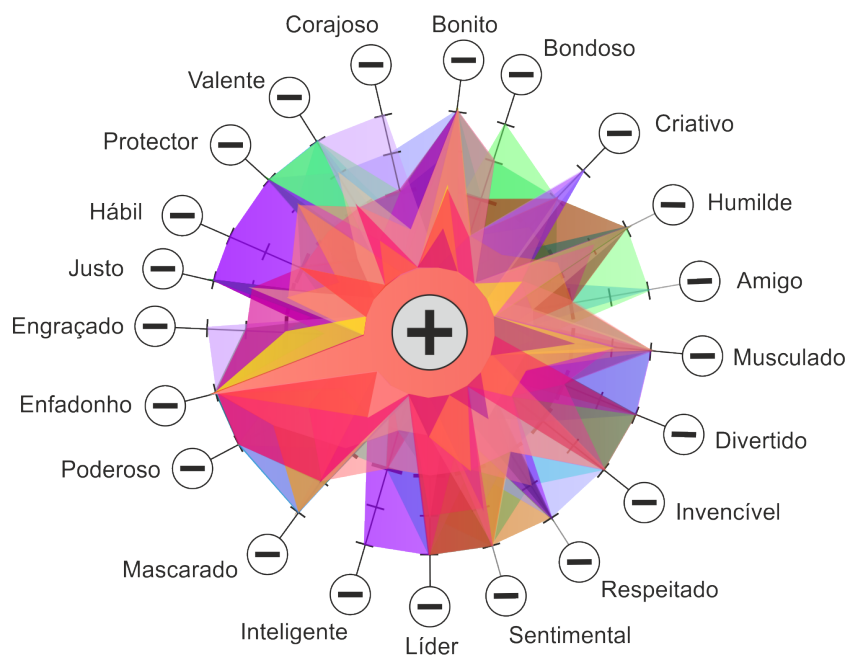 Corajoso
Bonito
Bondoso
Valente
Criativo
Protector
Humilde
Hábil
Justo
Amigo
Engraçado
Musculado
Enfadonho
Divertido
Poderoso
Invencível
Mascarado
Respeitado
Inteligente
Líder
Sentimental